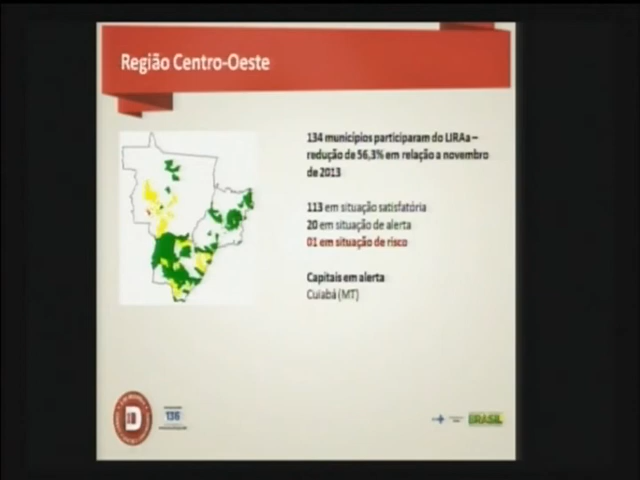 Região Centro-Oeste
134 municípios participaram do LIRAa –
redução de 56,3% em relação a novembro
de 2013
113 em situação satisfatória
20 em situação de alerta
01 em situação de risco
Capitais em alerta
Cuiabá (MT)
136
BRASIL